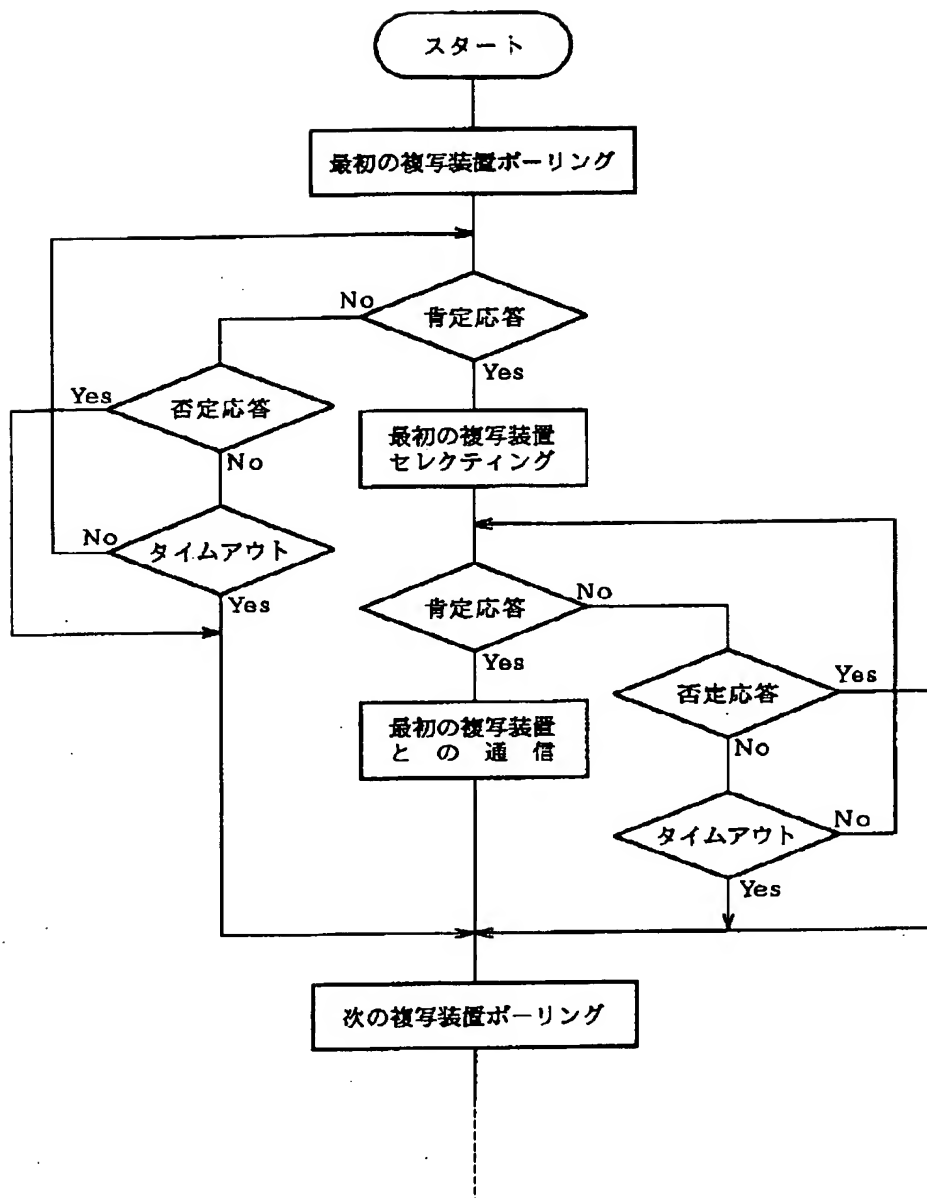 スタート
最初の複写装置ポーリング
No
肯定応答
Yes
Yes
否定応答
No
最初の複写装置
セレクティング
No
タイムアウト
Yes
肯定応答
No
Yes
否定応答
Yes
No
最初の複写装置
との通信
タイムアウト
No
Yes
次の複写装置ポーリング